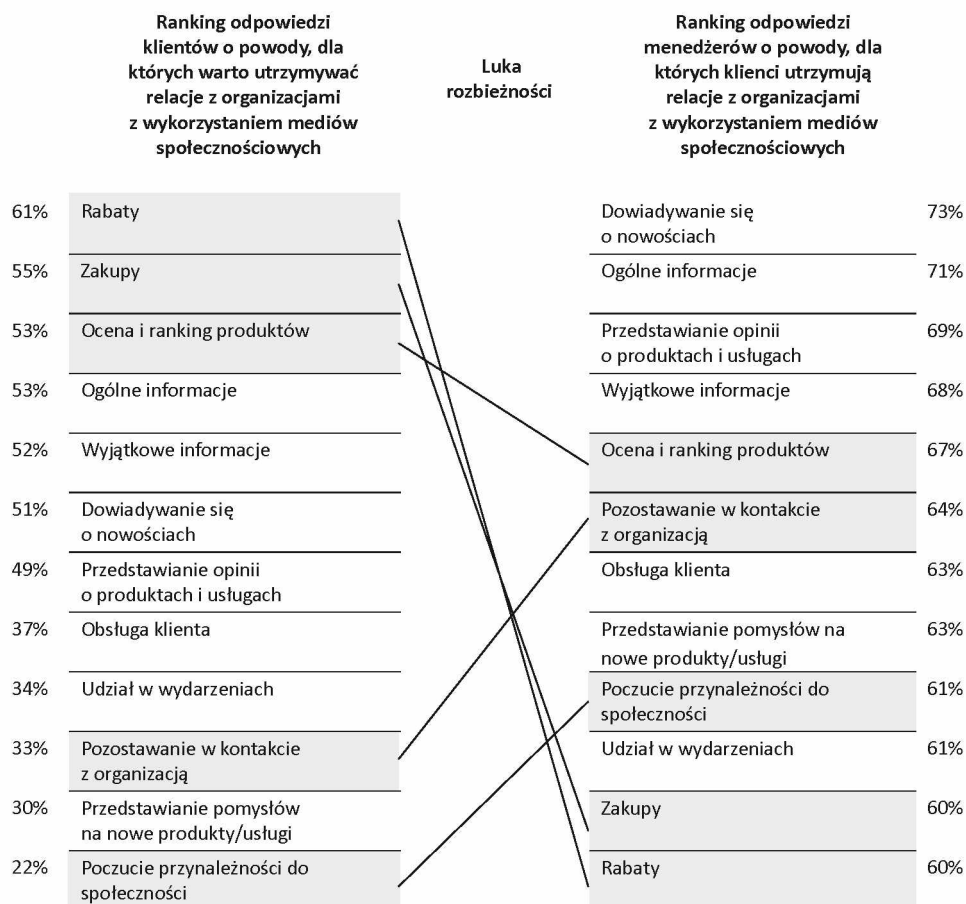 Ranking odpowiedzi
klientów o powody, dla
których warto utrzymywać
relacje z organizacjami
z wykorzystaniem mediów
społecznościowych
Luka
rozbieżności
Ranking odpowiedzi
menedżerów o powody, dla
których klienci utrzymują
relacje z organizacjami
z wykorzystaniem mediów
społecznościowych
61% Rabaty
55% Zakupy
53% Ocena i ranking produktów
53% Ogólne informacje
52% Wyjątkowe informacje
51% Dowiadywanie się
o nowościach
49% Przedstawianie opinii
o produktach i usługach
37% Obsługa klienta
34% Udział w wydarzeniach
33% Pozostawanie w kontakcie
z organizacją
30% Przedstawianie pomysłów
na nowe produkty/usługi
22% Poczucie przynależności do
społeczności
Dowiadywanie się 73%
o nowościach
Ogólne informacje 71%
Przedstawianie opinii 69%
o produktach i usługach
Wyjątkowe informacje 68%
Ocena i ranking produktów 67%
Pozostawanie w kontakcie 64%
z organizacją
Obsługa klienta 63%
Przedstawianie pomysłów na 63%
nowe produkty/usługi
Poczucie przynależności do 61%
społeczności
Udział w wydarzeniach 61%
Zakupy 60%
Rabaty 60%